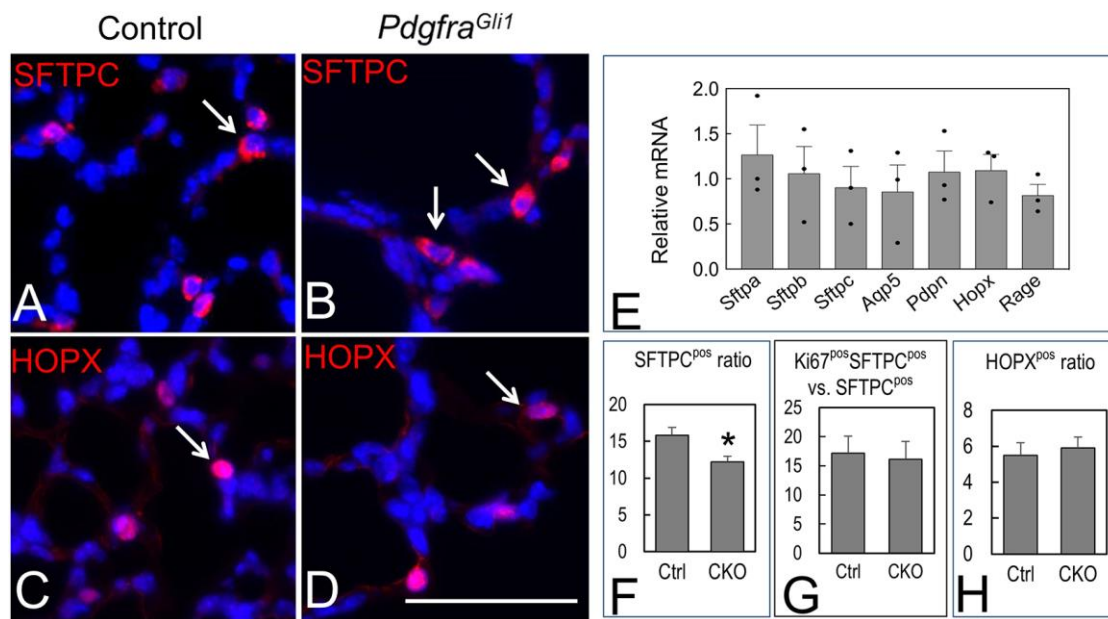 Control
Pdgfra^Gli1
SFTPC
A
SFTPC
B
HOPX
C
HOPX
D
Relative mRNA
2.0
1.5
1.0
0.5
0.0
Sftpa
Sftpb
Sftpc
Aqp5
Pdpn
Hopx
Rage
E
SFTPC^pos ratio
20
15
10
5
0
*
Ctrl
CKO
F
Ki67^pos SFTPC^pos
vs. SFTPC^pos
25
20
15
10
5
0
Ctrl
CKO
G
HOPX^pos ratio
8
6
4
2
0
Ctrl
CKO
H